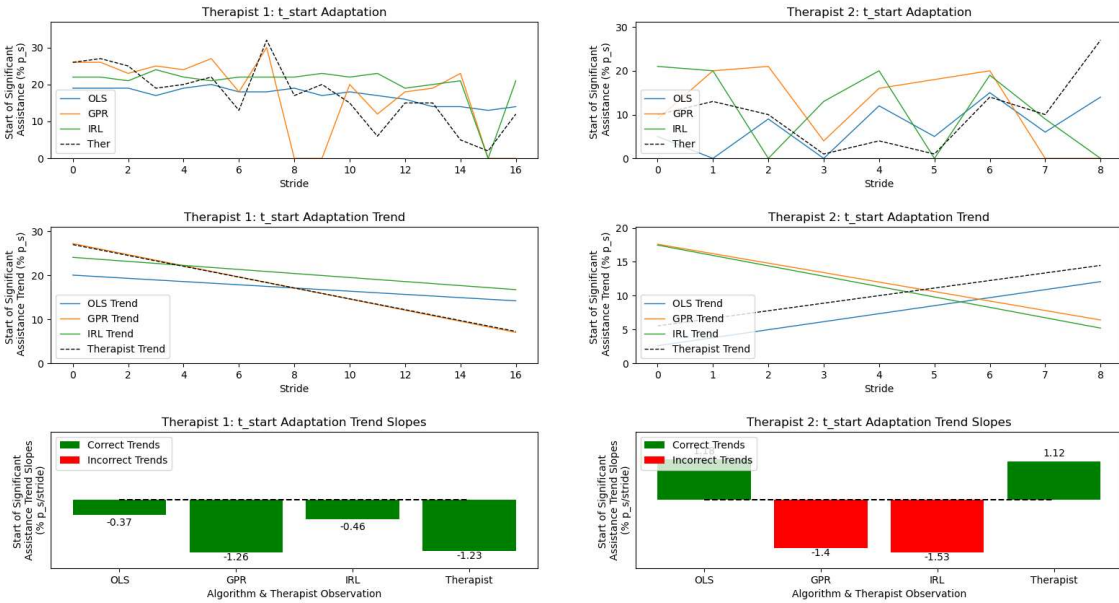 Therapist 1: t_start Adaptation
Start of Significant
Assistance (% p_s)
30
20
10
0
OLS
GPR
IRL
Ther
0 2 4 6 8 10 12 14 16
Stride
Therapist 2: t_start Adaptation
Start of Significant
Assistance (% p_s)
30
20
10
0
OLS
GPR
IRL
Ther
0 1 2 3 4 5 6 7 8
Stride
Therapist 1: t_start Adaptation Trend
Start of Significant
Assistance Trend (% p_s)
30
20
10
0
OLS Trend
GPR Trend
IRL Trend
Therapist Trend
0 2 4 6 8 10 12 14 16
Stride
Therapist 2: t_start Adaptation Trend
Start of Significant
Assistance Trend (% p_s)
20
15
10
5
0
OLS Trend
GPR Trend
IRL Trend
Therapist Trend
0 1 2 3 4 5 6 7 8
Stride
Therapist 1: t_start Adaptation Trend Slopes
Start of Significant
Assistance Trend Slopes
(% p_s/stride)
Correct Trends
Incorrect Trends
-0.37
-1.26
-0.46
-1.23
OLS GPR IRL Therapist
Algorithm & Therapist Observation
Therapist 2: t_start Adaptation Trend Slopes
Start of Significant
Assistance Trend Slopes
(% p_s/stride)
Correct Trends
Incorrect Trends
-1.4
-1.53
1.12
OLS GPR IRL Therapist
Algorithm & Therapist Observation